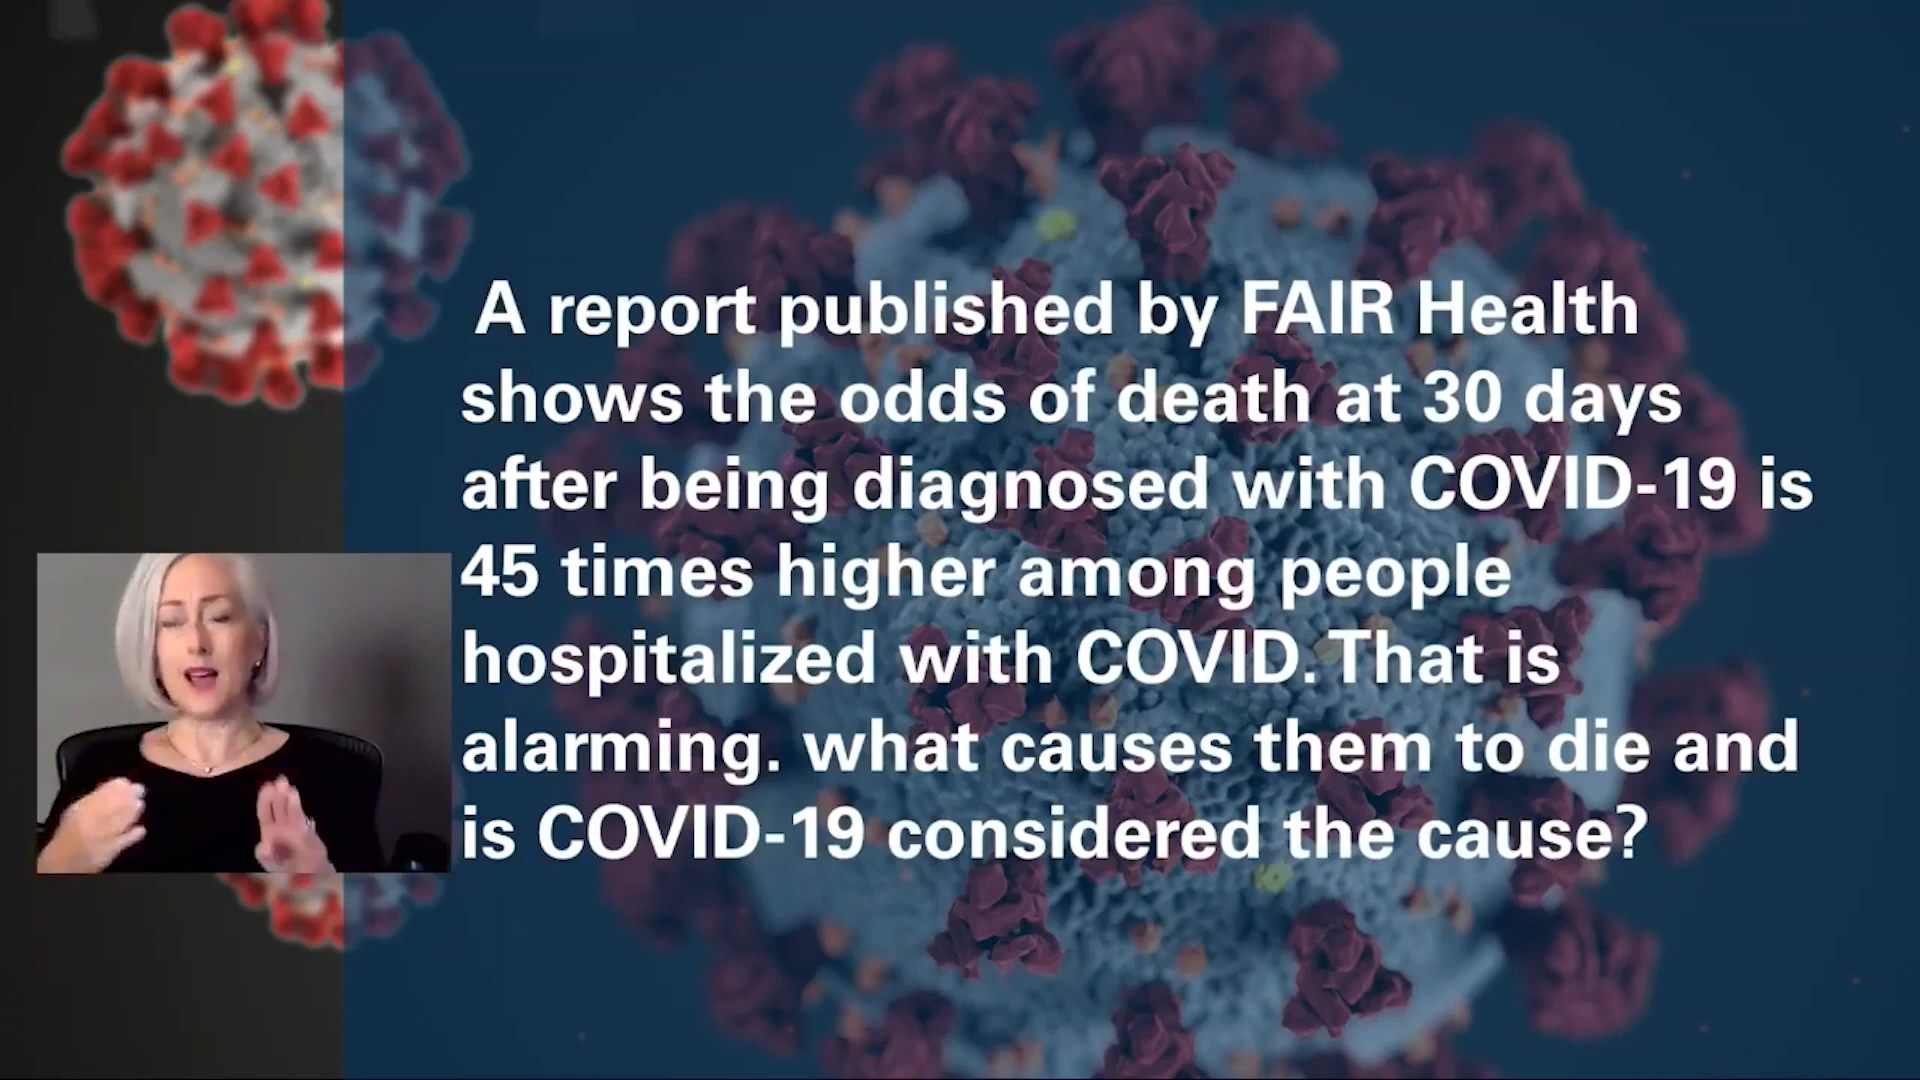 A report published by FAIR Health
shows the odds of death at 30 days
after being diagnosed with COVID-19 is
45 times higher among people
hospitalized with COVID. That is
alarming. what causes them to die and
is COVID-19 considered the cause?